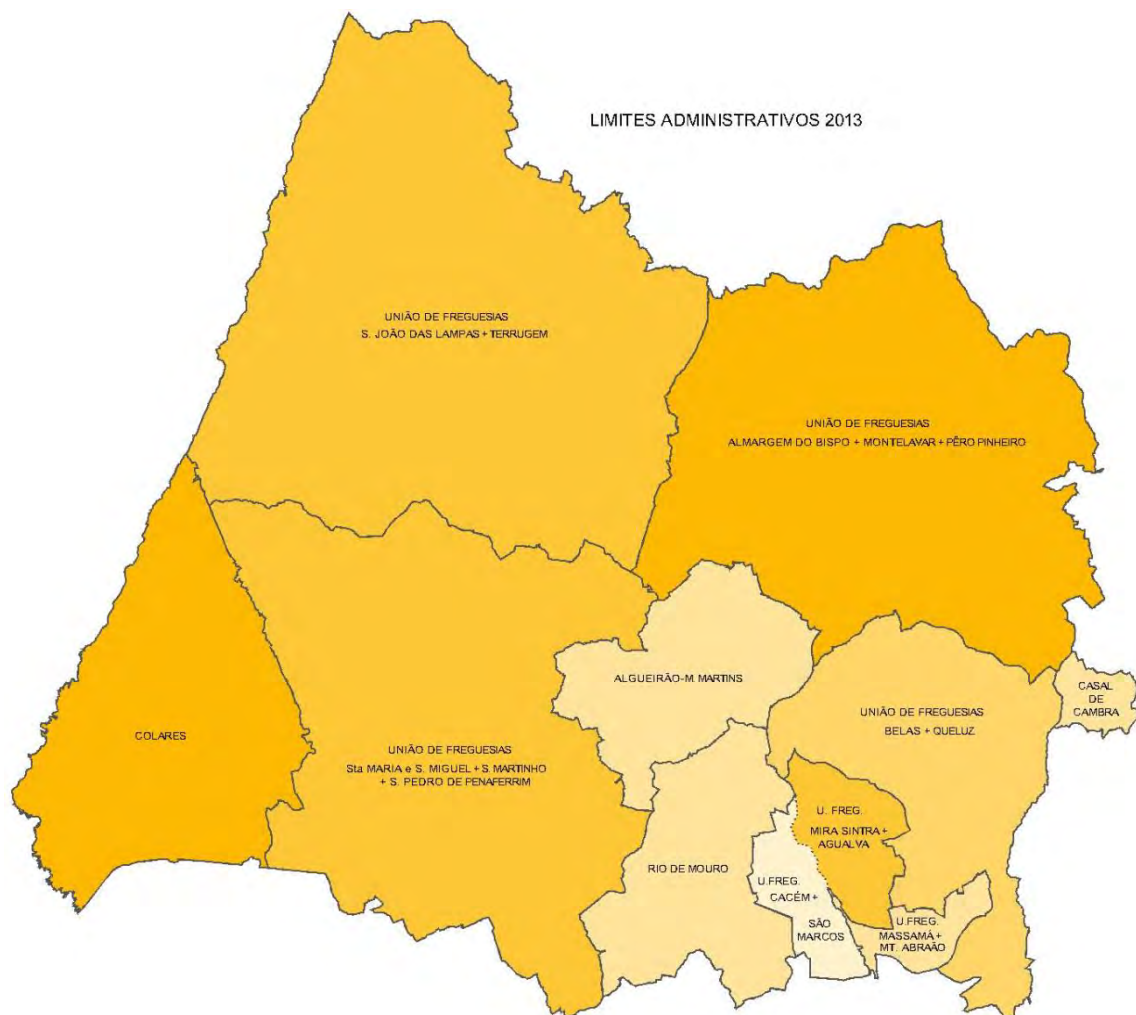 LIMITES ADMINISTRATIVOS 2013
UNIÃO DE FREGUESIAS
S. JOÃO DAS LAMPAS + TERRUGEM
UNIÃO DE FREGUESIAS
ALMARGEM DO BISPO + MONTELAVAR + PÊRO PINHEIRO
ALGUEIRÃO-M. MARTINS
CASAL
DE
CAMBRA
UNIÃO DE FREGUESIAS
BELAS + QUELUZ
COLARES
UNIÃO DE FREGUESIAS
Sta MARIA e S. MIGUEL + S. MARTINHO
+ S. PEDRO DE PENAFERRIM
U. FREG.
MIRA SINTRA +
AGUALVA
RIO DE MOURO
U.FREG.
CACÉM +
SÃO
MARCOS
U.FREG.
MASSAMÁ +
MT. ABRAÃO